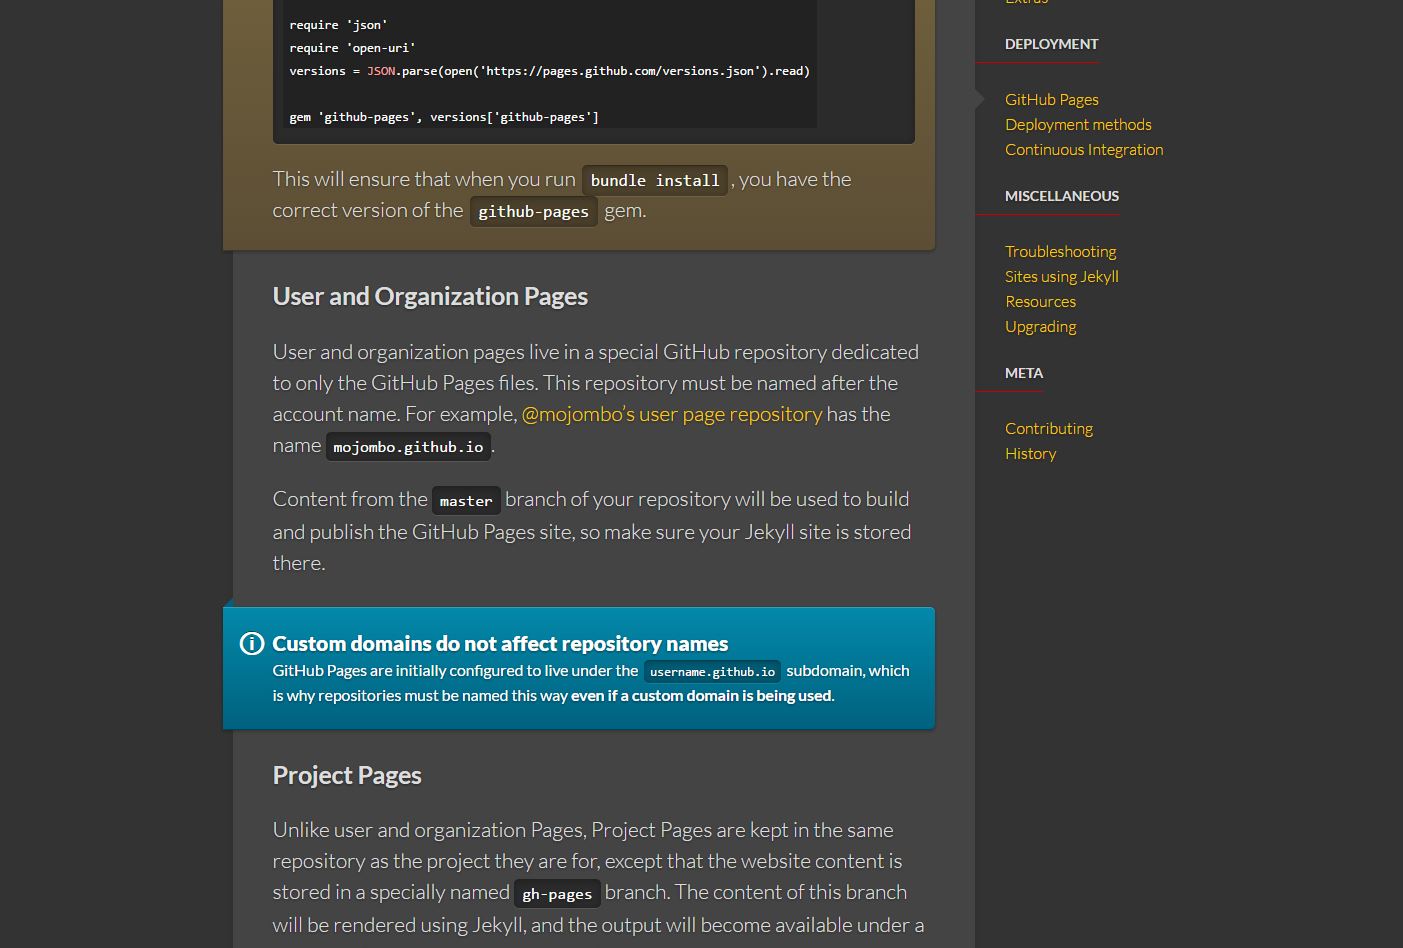 require 'json'
require 'open-uri'
versions = JSON.parse(open('https://pages.github.com/versions.json').read)
gem 'github-pages', versions['github-pages']
This will ensure that when you run bundle install, you have the
correct version of the github-pages gem.
User and Organization Pages
User and organization pages live in a special GitHub repository dedicated
to only the GitHub Pages files. This repository must be named after the
account name. For example, @mojombo’s user page repository has the
name mojombo.github.io.
Content from the master branch of your repository will be used to build
and publish the GitHub Pages site, so make sure your Jekyll site is stored
there.
Custom domains do not affect repository names
GitHub Pages are initially configured to live under the username.github.io subdomain, which
is why repositories must be named this way even if a custom domain is being used.
Project Pages
Unlike user and organization Pages, Project Pages are kept in the same
repository as the project they are for, except that the website content is
stored in a specially named gh-pages branch. The content of this branch
will be rendered using Jekyll, and the output will become available under a
Extras
DEPLOYMENT
GitHub Pages
Deployment methods
Continuous Integration
MISCELLANEOUS
Troubleshooting
Sites using Jekyll
Resources
Upgrading
META
Contributing
History